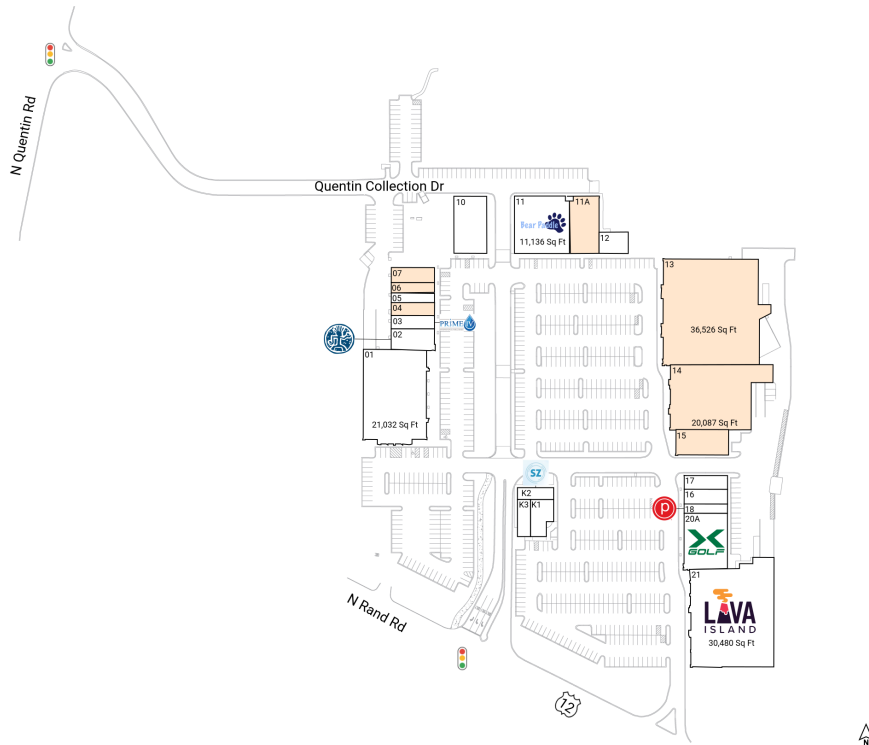 N Quentin Rd
Quentin Collection Dr
10
11
Bear Paddle
11,136 Sq Ft
11A
12
13
36,526 Sq Ft
07
06
05
04
03
PRIME IV
02
01
21,032 Sq Ft
14
20,087 Sq Ft
15
SZ
K2
K3
K1
17
16
p
18
20A
X
GOLF
21
LAVA
ISLAND
30,480 Sq Ft
N Rand Rd
12
N